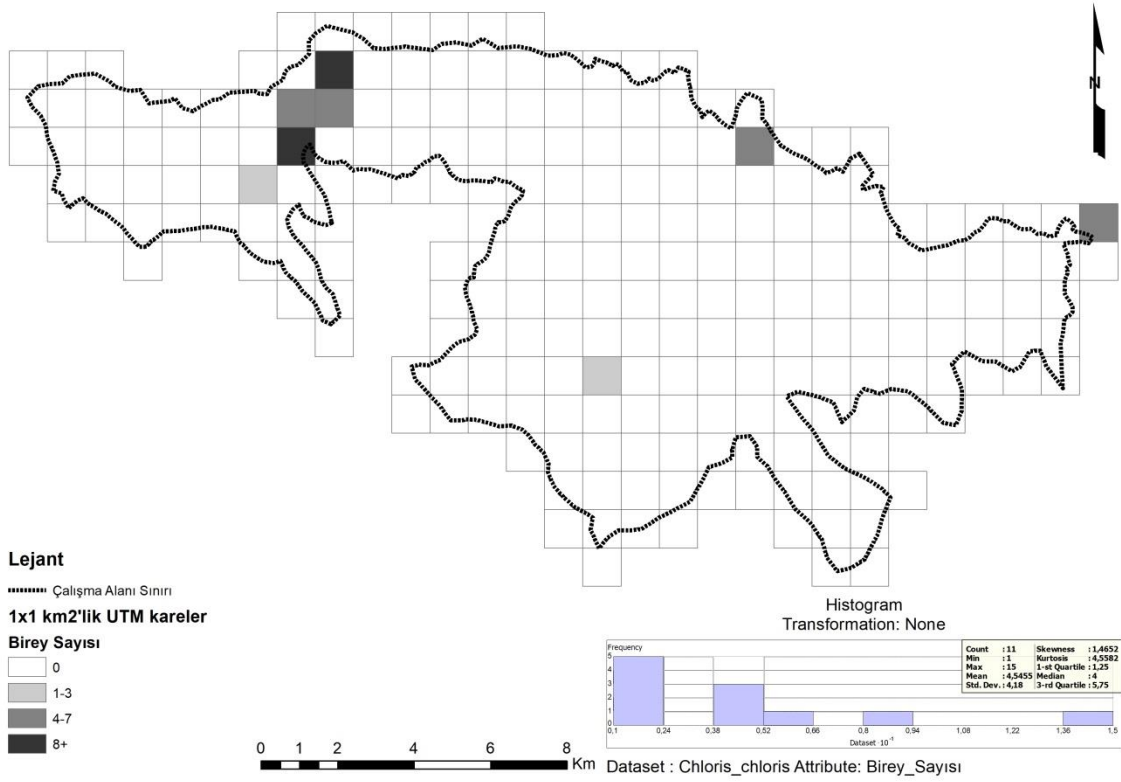 N
Lejant
Çalışma Alanı Sınırı
1x1 km2'lik UTM kareler
Birey Sayısı
0
1-3
4-7
8+
0 1 2 4 6 8
Km
Histogram
Transformation: None
Frequency
5
4
3
2
1
0
0,1 0,24 0,38 0,52 0,66 0,8 0,94 1,08 1,22 1,36 1,5
Dataset · 10⁻¹
Count : 11 Skewness : 1,4652
Min : 1 Kurtosis : 4,5582
Max : 15 1-st Quartile : 1,25
Mean : 4,5455 Median : 4
Std. Dev. : 4,18 3-rd Quartile : 5,75
Dataset : Chloris_chloris Attribute: Birey_Sayısı